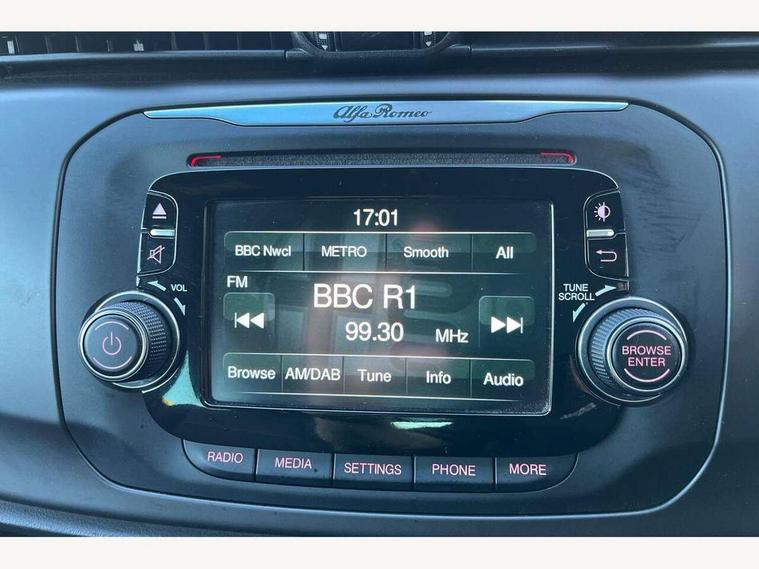 Alfa Romeo
17:01
BBC Nwcl METRO Smooth All
FM
BBC R1
99.30 MHz
Browse AM/DAB Tune Info Audio
VOL
TUNE
SCROLL
BROWSE
ENTER
RADIO MEDIA SETTINGS PHONE MORE